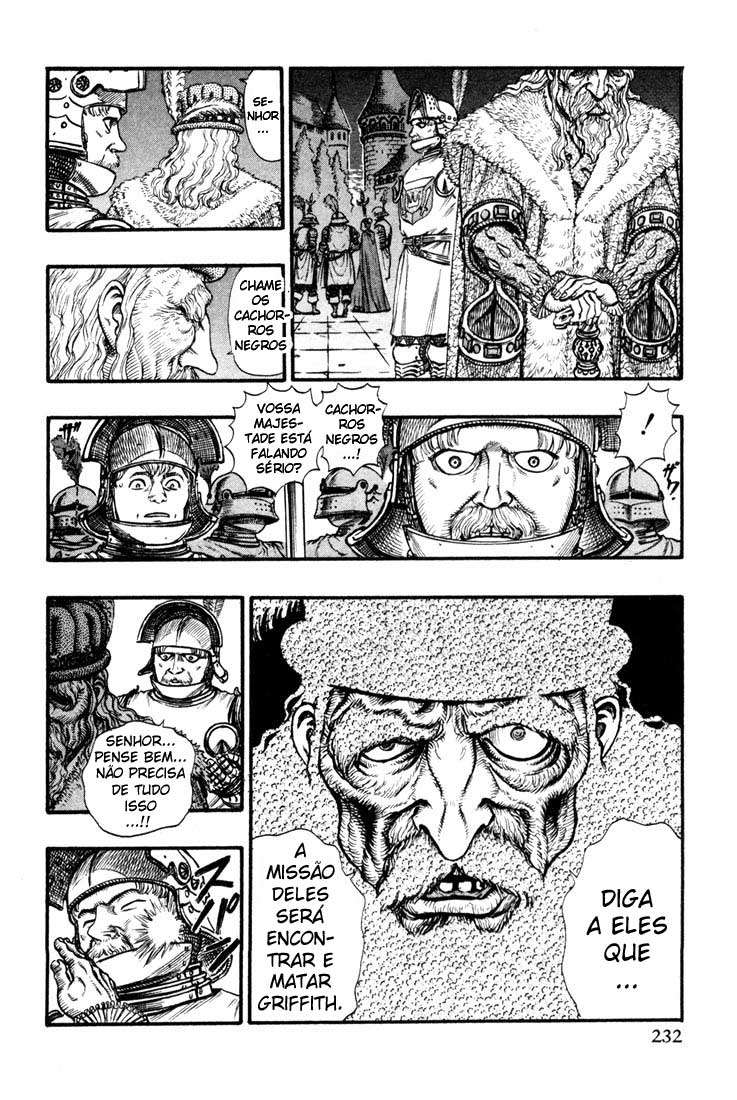 SE-
NHOR
...
CHAME
OS
CACHOR-
ROS
NEGROS
!
CACHOR-
ROS
NEGROS
...!
VOSSA
MAJES-
TADE ESTÁ
FALANDO
SÉRIO?
DIGA
A ELES
QUE
...
A
MISSÃO
DELES
SERÁ
ENCON-
TRAR E
MATAR
GRIFFITH.
SENHOR...
PENSE BEM...
NÃO PRECISA
DE TUDO
ISSO
...!!
232